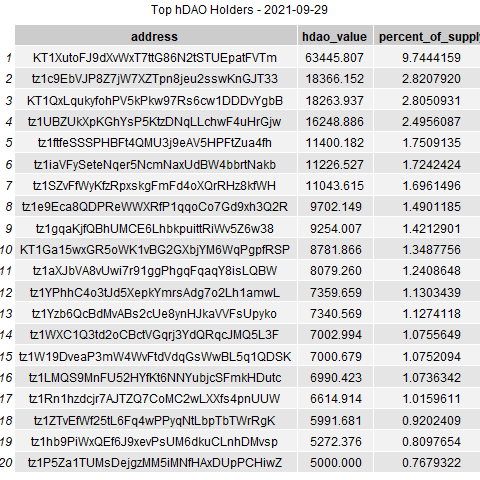 Top hDAO Holders - 2021-09-29
address hdao_value percent_of_supply
1 KT1XutoFJ9dXvWxT7ttG86N2tSTUEpatFVTm 63445.807 9.7444159
2 tz1c9EbVJP8Z7jW7XZTpn8jeu2sswKnGJT33 18366.152 2.8207920
3 KT1QxLqukyfohPV5kPkw97Rs6cw1DDDvYgbB 18263.937 2.8050931
4 tz1UBZUkXpKGhYsP5KtzDNqLLchwF4uHrGjw 16248.886 2.4956087
5 tz1ftfeSSSPHBFt4QMU3j9eAV5HPFtZua4fh 11400.182 1.7509135
6 tz1iaVFySeteNqer5NcmNaxUdBW4bbrtNakb 11226.527 1.7242424
7 tz1SZvFfWyKfzRpxskgFmFd4oXQrRHz8kfWH 11043.615 1.6961496
8 tz1e9Eca8QDPReWWXRfP1qqoCo7Gd9xh3Q2R 9702.149 1.4901185
9 tz1gqaKjfQBhUMCE6LhbkpuittRiWv5Z6w38 9254.007 1.4212901
10 KT1Ga15wxGR5oWK1vBG2GXbjYM6WqPgpfRSP 8781.866 1.3487756
11 tz1aXJbVA8vUwi7r91ggPhgqFqaqY8isLQBW 8079.260 1.2408648
12 tz1YPhhC4o3tJd5XepkYmrsAdg7o2Lh1amwL 7359.659 1.1303439
13 tz1Yzb6QcBdMvABs2cUe8ynHJkaVVFsUpyko 7340.569 1.1274118
14 tz1WXC1Q3td2oCBctVGqrj3YdQRqcJMQ5L3F 7002.994 1.0755649
15 tz1W19DveaP3mW4WvFtdVdqGsWwBL5q1QDSK 7000.679 1.0752094
16 tz1LMQS9MnFU52HYfKt6NNYubjcSFmkHDutc 6990.423 1.0736342
17 tz1Rn1hzdcjr7AJTZQ7CoMC2wLXXfs4pnUUW 6614.914 1.0159611
18 tz1ZTvEfWf25tL6Fq4wPPyqNtLbpTbTWrRgK 5991.681 0.9202409
19 tz1hb9PiWxQEf6J9xevPsUM6dkuCLnhDMvsp 5272.376 0.8097654
20 tz1P5Za1TUMsDejgzMM5iMNfHAxDUpPCHiwZ 5000.000 0.7679322